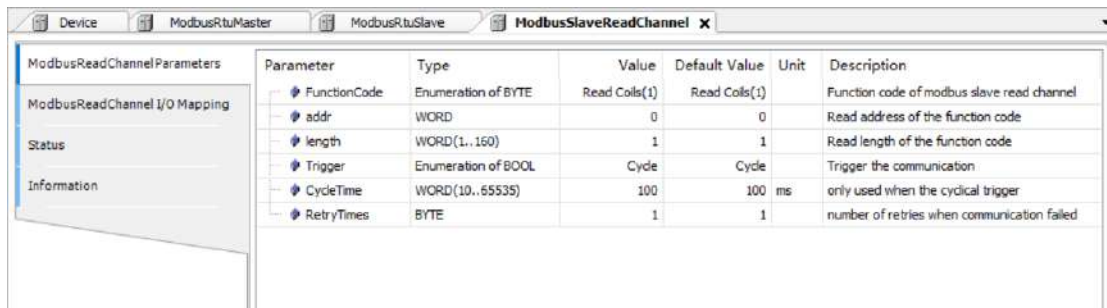 Device ModbusRtuMaster ModbusRtuSlave ModbusSlaveReadChannel x
ModbusReadChannelParameters
ModbusReadChannel I/O Mapping
Status
Information
Parameter Type Value Default Value Unit Description
FunctionCode Enumeration of BYTE Read Coils(1) Read Coils(1) Function code of modbus slave read channel
addr WORD 0 0 Read address of the function code
length WORD(1..160) 1 1 Read length of the function code
Trigger Enumeration of BOOL Cycle Cycle Trigger the communication
CycleTime WORD(10..65535) 100 100 ms only used when the cyclical trigger
RetryTimes BYTE 1 1 number of retries when communication failed